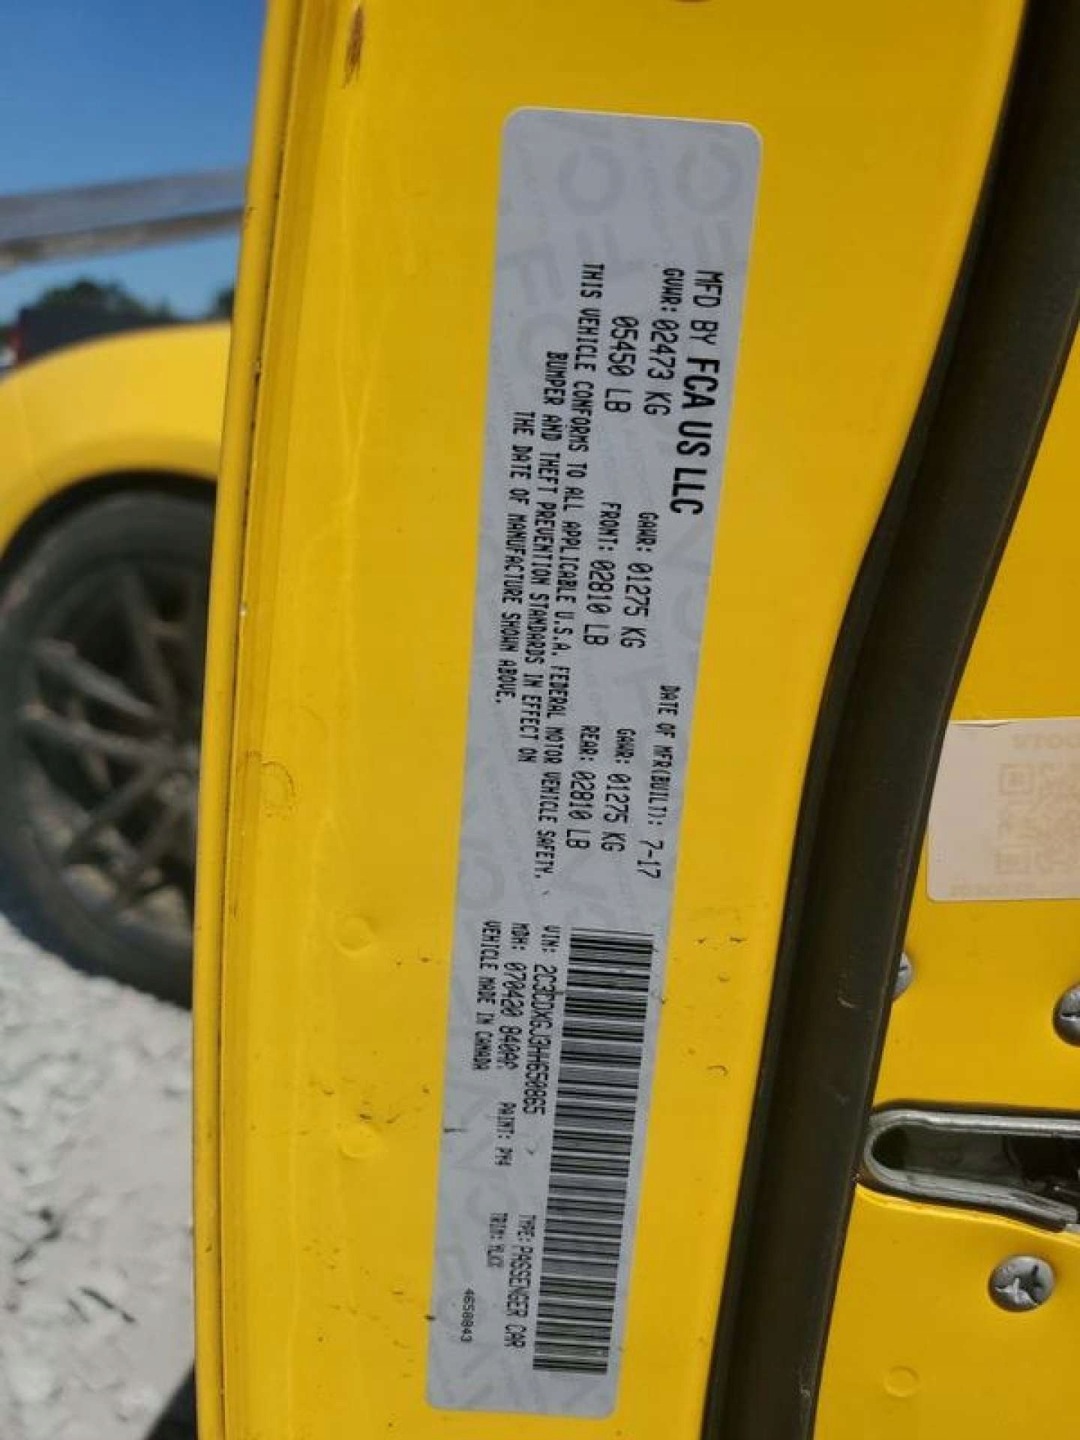 MFD BY FCA US LLC
DATE OF MFR(BUILT): 7-17
GVWR: 02473 KG
GAWR: 01275 KG
GAWR: 01275 KG
05450 LB
FRONT: 02810 LB
REAR: 02810 LB
THIS VEHICLE CONFORMS TO ALL APPLICABLE U.S.A. FEDERAL MOTOR VEHICLE SAFETY,
BUMPER AND THEFT PREVENTION STANDARDS IN EFFECT ON
THE DATE OF MANUFACTURE SHOWN ABOVE.
VIN: 2C3CDXGJ3HH650865
TYPE: PASSENGER CAR
MDH: 070420 840AA
PAINT: PY4
TRIM: MLXX
VEHICLE MADE IN CANADA
4658843